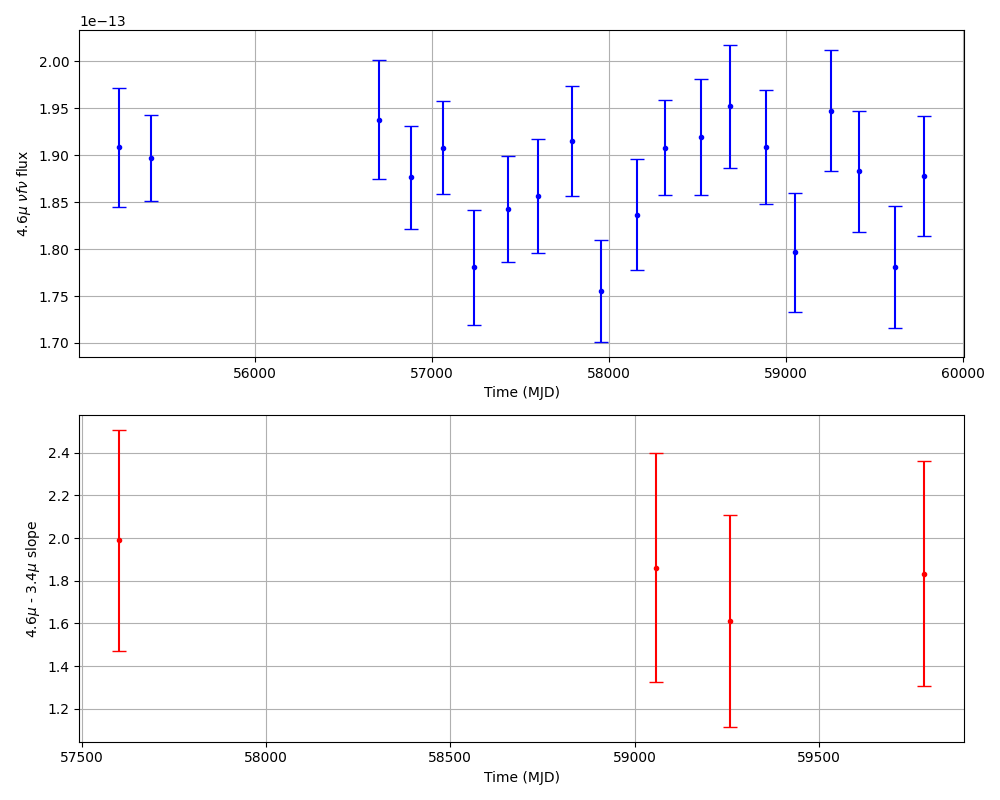 1e−13
2.00
1.95
1.90
1.85
1.80
1.75
1.70
4.6μ νfν flux
56000 57000 58000 59000 60000
Time (MJD)
2.4
2.2
2.0
1.8
1.6
1.4
1.2
4.6μ - 3.4μ slope
57500 58000 58500 59000 59500
Time (MJD)